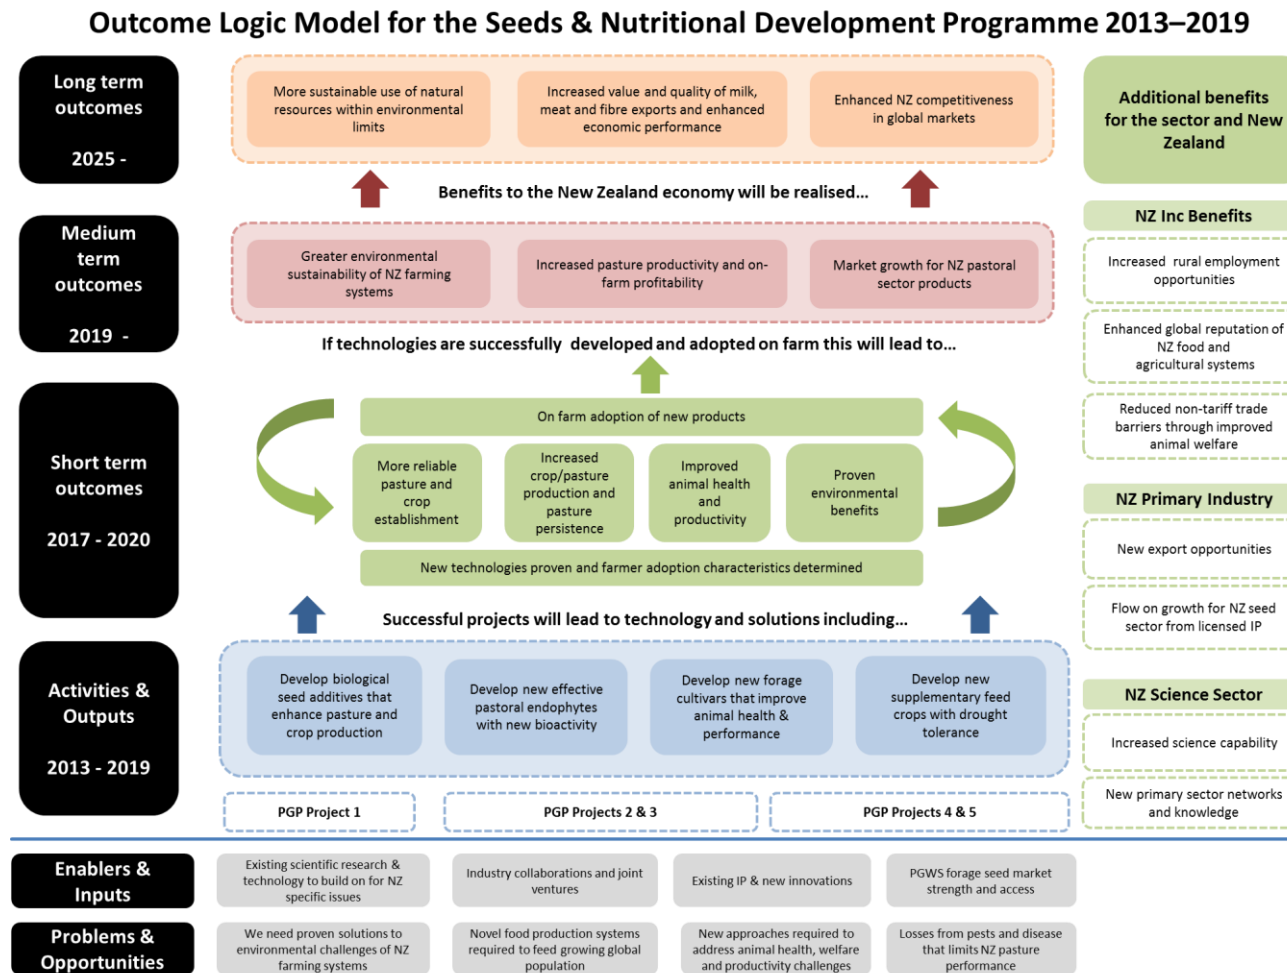 Outcome Logic Model for the Seeds & Nutritional Development Programme 2013–2019
Long term
outcomes
2025 -
More sustainable use of natural
resources within environmental
limits
Increased value and quality of milk,
meat and fibre exports and enhanced
economic performance
Enhanced NZ competitiveness
in global markets
Additional benefits
for the sector and New
Zealand
Benefits to the New Zealand economy will be realised...
Medium
term
outcomes
2019 -
Greater environmental
sustainability of NZ farming
systems
Increased pasture productivity and on-
farm profitability
Market growth for NZ pastoral
sector products
If technologies are successfully developed and adopted on farm this will lead to...
NZ Inc Benefits
Increased rural employment
opportunities
Enhanced global reputation of
NZ food and
agricultural systems
Reduced non-tariff trade
barriers through improved
animal welfare
Short term
outcomes
2017 - 2020
On farm adoption of new products
More reliable
pasture and
crop
establishment
Increased
crop/pasture
production and
pasture
persistence
Improved
animal health
and
productivity
Proven
environmental
benefits
New technologies proven and farmer adoption characteristics determined
Successful projects will lead to technology and solutions including...
NZ Primary Industry
New export opportunities
Flow on growth for NZ seed
sector from licensed IP
Activities &
Outputs
2013 - 2019
Develop biological
seed additives that
enhance pasture and
crop production
Develop new effective
pastoral endophytes
with new bioactivity
Develop new forage
cultivars that improve
animal health &
performance
Develop new
supplementary feed
crops with drought
tolerance
PGP Project 1
PGP Projects 2 & 3
PGP Projects 4 & 5
NZ Science Sector
Increased science capability
New primary sector networks
and knowledge
Enablers &
Inputs
Existing scientific research &
technology to build on for NZ
specific issues
Industry collaborations and joint
ventures
Existing IP & new innovations
PGWS forage seed market
strength and access
Problems &
Opportunities
We need proven solutions to
environmental challenges of NZ
farming systems
Novel food production systems
required to feed growing global
population
New approaches required to
address animal health, welfare
and productivity challenges
Losses from pests and disease
that limits NZ pasture
performance